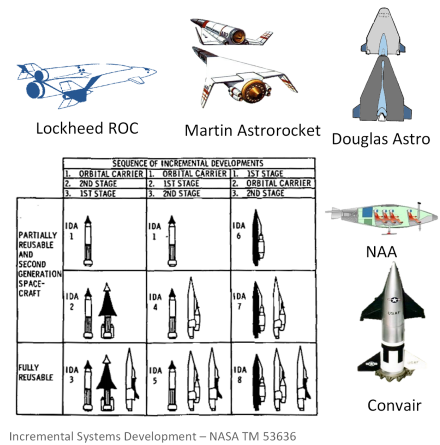 Lockheed ROC
Martin Astrorocket
Douglas Astro
SEQUENCE OF INCREMENTAL DEVELOPMENTS
1. ORBITAL CARRIER
2. 2ND STAGE
3. 1ST STAGE
1. ORBITAL CARRIER
2. 1ST STAGE
3. 2ND STAGE
1. 1ST STAGE
2. ORBITAL CARRIER
3. 2ND STAGE
PARTIALLY
REUSABLE
AND
SECOND
GENERATION
SPACE-
CRAFT
IDA
1
IDA
1
IDA
6
IDA
2
IDA
4
IDA
7
FULLY
REUSABLE
IDA
3
IDA
5
IDA
8
NAA
Convair
Incremental Systems Development – NASA TM 53636